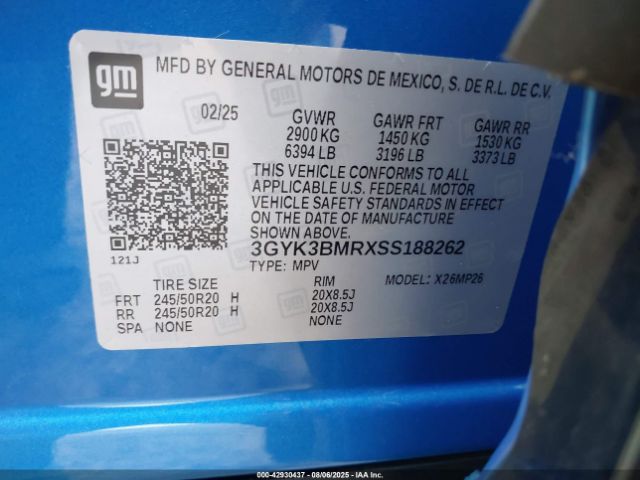 gm
MFD BY GENERAL MOTORS DE MEXICO, S. DE R.L. DE C.V.
02/25 GVWR GAWR FRT GAWR RR
2900 KG 1450 KG 1530 KG
6394 LB 3196 LB 3373 LB
THIS VEHICLE CONFORMS TO ALL
APPLICABLE U.S. FEDERAL MOTOR
VEHICLE SAFETY STANDARDS IN EFFECT
ON THE DATE OF MANUFACTURE SHOWN ABOVE.
3GYK3BMRXSS188262
121J
TYPE: MPV MODEL: X26MP26
TIRE SIZE RIM
FRT 245/50R20 H 20X8.5J
RR 245/50R20 H 20X8.5J
SPA NONE NONE
000-42930437 - 08/06/2025 - IAAI.COM